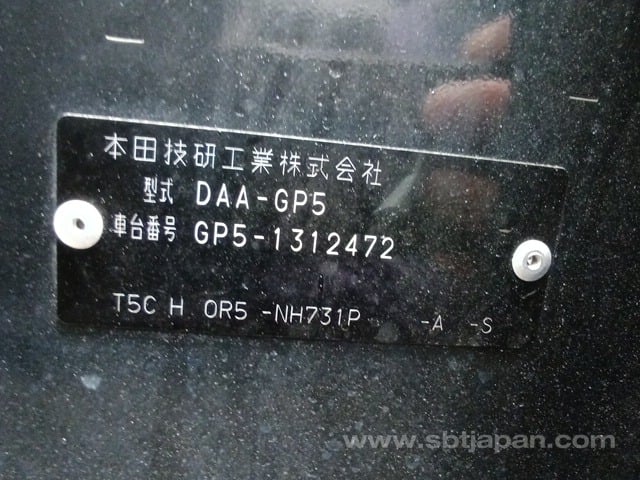 本田技研工業株式会社
型式 DAA-GP5
車台番号 GP5-1312472
T5C H 0R5 -NH731P -A -S
www.sbtjapan.com